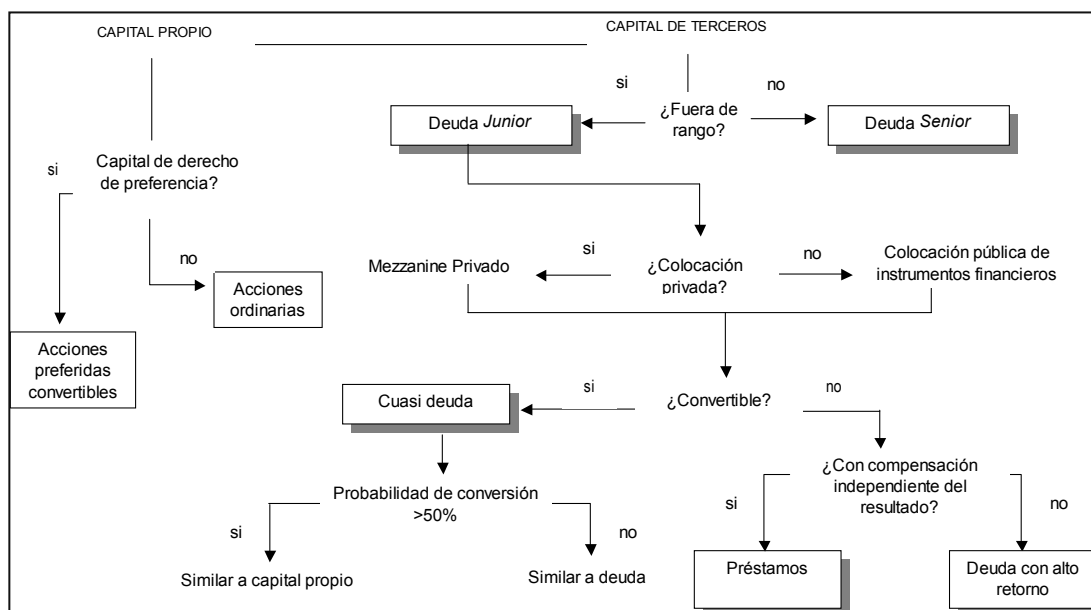 CAPITAL PROPIO
CAPITAL DE TERCEROS
si
¿Fuera de
rango?
no
Deuda Junior
Deuda Senior
si
Capital de derecho
de preferencia?
no
Acciones
ordinarias
Acciones
preferidas
convertibles
Mezzanine Privado
si
¿Colocación
privada?
no
Colocación pública de
instrumentos financieros
Cuasi deuda
si
¿Convertible?
no
Probabilidad de conversión
>50%
si
no
Similar a capital propio
Similar a deuda
¿Con compensación
independiente del
resultado?
si
no
Préstamos
Deuda con alto
retorno